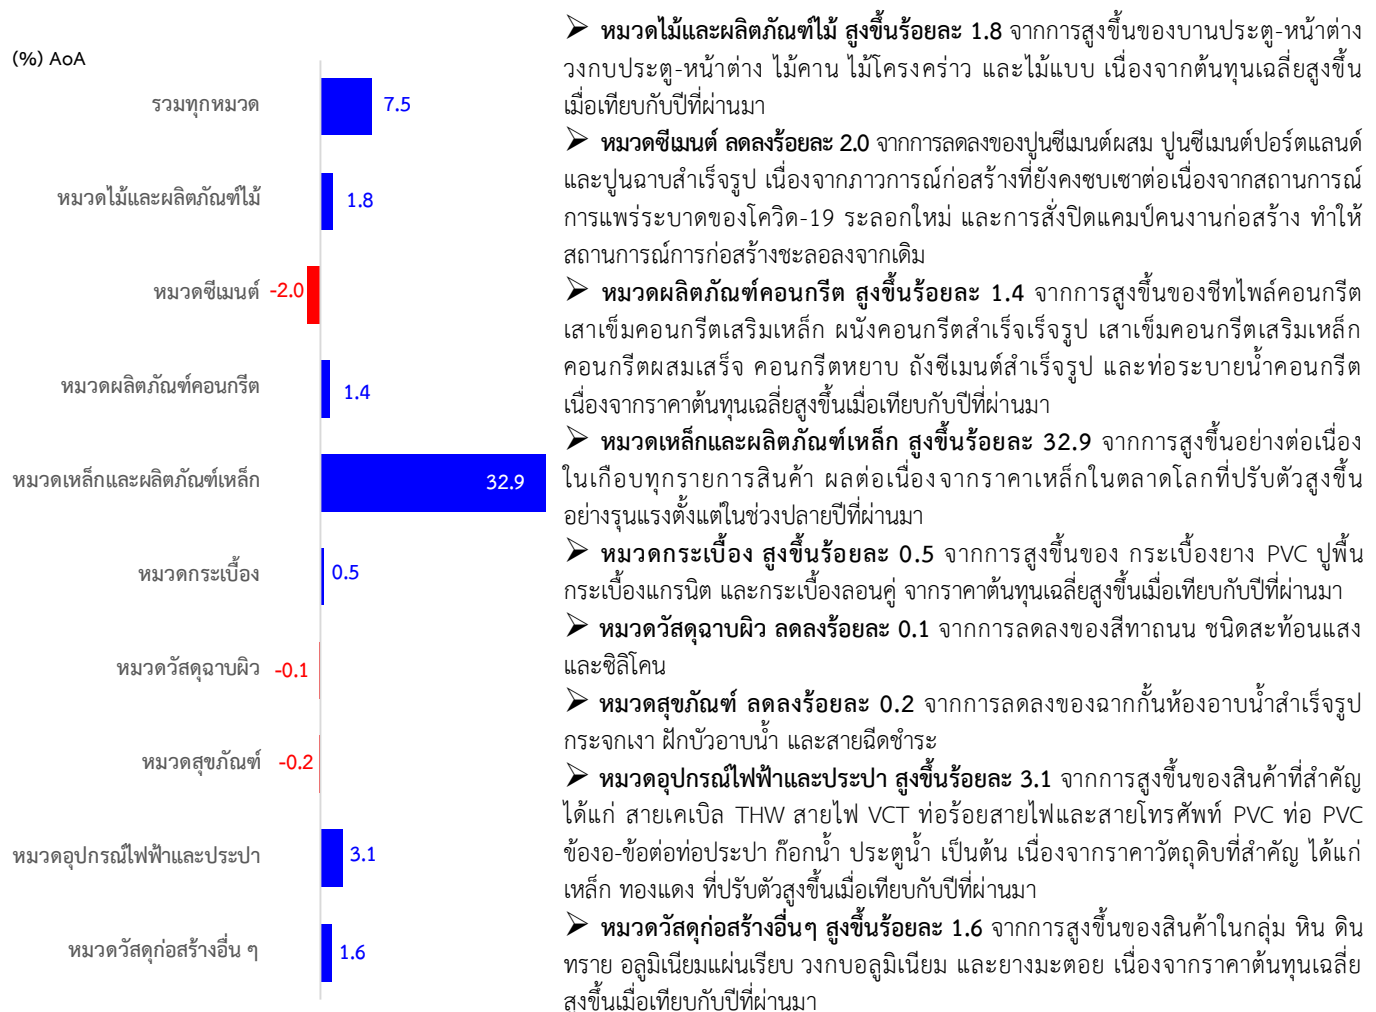 (%) AoA
รวมทุกหมวด 7.5
หมวดไม้และผลิตภัณฑ์ไม้ 1.8
หมวดซีเมนต์ -2.0
หมวดผลิตภัณฑ์คอนกรีต 1.4
หมวดเหล็กและผลิตภัณฑ์เหล็ก 32.9
หมวดกระเบื้อง 0.5
หมวดวัสดุฉาบผิว -0.1
หมวดสุขภัณฑ์ -0.2
หมวดอุปกรณ์ไฟฟ้าและประปา 3.1
หมวดวัสดุก่อสร้างอื่น ๆ 1.6
➢ หมวดไม้และผลิตภัณฑ์ไม้ สูงขึ้นร้อยละ 1.8 จากการสูงขึ้นของบานประตู-หน้าต่าง
วงกบประตู-หน้าต่าง ไม้คาน ไม้โครงคร่าว และไม้แบบ เนื่องจากต้นทุนเฉลี่ยสูงขึ้น
เมื่อเทียบกับปีที่ผ่านมา
➢ หมวดซีเมนต์ ลดลงร้อยละ 2.0 จากการลดลงของปูนซีเมนต์ผสม ปูนซีเมนต์ปอร์ตแลนด์
และปูนฉาบสำเร็จรูป เนื่องจากภาวการณ์ก่อสร้างที่ยังคงซบเซาต่อเนื่องจากสถานการณ์
การแพร่ระบาดของโควิด-19 ระลอกใหม่ และการสั่งปิดแคมป์คนงานก่อสร้าง ทำให้
สถานการณ์การก่อสร้างชะลอลงจากเดิม
➢ หมวดผลิตภัณฑ์คอนกรีต สูงขึ้นร้อยละ 1.4 จากการสูงขึ้นของชีทไพล์คอนกรีต
เสาเข็มคอนกรีตเสริมเหล็ก ผนังคอนกรีตสำเร็จเร็จรูป เสาเข็มคอนกรีตเสริมเหล็ก
คอนกรีตผสมเสร็จ คอนกรีตหยาบ ถังซีเมนต์สำเร็จรูป และท่อระบายน้ำคอนกรีต
เนื่องจากราคาต้นทุนเฉลี่ยสูงขึ้นเมื่อเทียบกับปีที่ผ่านมา
➢ หมวดเหล็กและผลิตภัณฑ์เหล็ก สูงขึ้นร้อยละ 32.9 จากการสูงขึ้นอย่างต่อเนื่อง
ในเกือบทุกรายการสินค้า ผลต่อเนื่องจากราคาเหล็กในตลาดโลกที่ปรับตัวสูงขึ้น
อย่างรุนแรงตั้งแต่ในช่วงปลายปีที่ผ่านมา
➢ หมวดกระเบื้อง สูงขึ้นร้อยละ 0.5 จากการสูงขึ้นของ กระเบื้องยาง PVC ปูพื้น
กระเบื้องแกรนิต และกระเบื้องลอนคู่ จากราคาต้นทุนเฉลี่ยสูงขึ้นเมื่อเทียบกับปีที่ผ่านมา
➢ หมวดวัสดุฉาบผิว ลดลงร้อยละ 0.1 จากการลดลงของสีทาถนน ชนิดสะท้อนแสง
และซิลิโคน
➢ หมวดสุขภัณฑ์ ลดลงร้อยละ 0.2 จากการลดลงของฉากกั้นห้องอาบน้ำสำเร็จรูป
กระจกเงา ฝักบัวอาบน้ำ และสายฉีดชำระ
➢ หมวดอุปกรณ์ไฟฟ้าและประปา สูงขึ้นร้อยละ 3.1 จากการสูงขึ้นของสินค้าที่สำคัญ
ได้แก่ สายเคเบิล THW สายไฟ VCT ท่อร้อยสายไฟและสายโทรศัพท์ PVC ท่อ PVC
ข้องอ-ข้อต่อท่อประปา ก๊อกน้ำ ประตูน้ำ เป็นต้น เนื่องจากราคาวัตถุดิบที่สำคัญ ได้แก่
เหล็ก ทองแดง ที่ปรับตัวสูงขึ้นเมื่อเทียบกับปีที่ผ่านมา
➢ หมวดวัสดุก่อสร้างอื่นๆ สูงขึ้นร้อยละ 1.6 จากการสูงขึ้นของสินค้าในกลุ่ม หิน ดิน
ทราย อลูมิเนียมแผ่นเรียบ วงกบอลูมิเนียม และยางมะตอย เนื่องจากราคาต้นทุนเฉลี่ย
สูงขึ้นเมื่อเทียบกับปีที่ผ่านมา